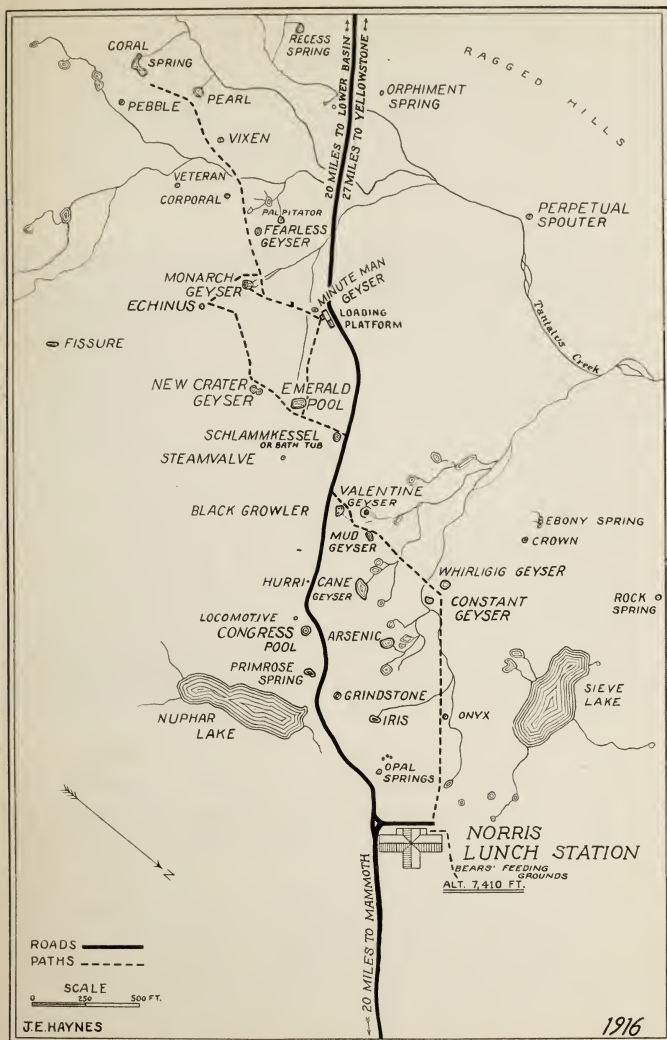 CORAL
SPRING
RECESS
SPRING
RAGGED HILLS
PEBBLE
PEARL
ORPHIMENT
SPRING
20 MILES TO LOWER BASIN
27 MILES TO YELLOWSTONE
VIXEN
VETERAN
CORPORAL
PALPITATOR
FEARLESS
GEYSER
PERPETUAL
SPOUTER
MONARCH
GEYSER
ECHINUS
MINUTE MAN
GEYSER
LOADING
PLATFORM
Tantalus Creek
FISSURE
NEW CRATER
GEYSER
EMERALD
POOL
SCHLAMMKESSEL
OR BATH TUB
STEAMVALVE
BLACK GROWLER
VALENTINE
GEYSER
MUD
GEYSER
EBONY SPRING
CROWN
HURRICANE
GEYSER
WHIRLIGIG GEYSER
CONSTANT
GEYSER
ROCK
SPRING
LOCOMOTIVE
CONGRESS
POOL
ARSENIC
PRIMROSE
SPRING
NUPHAR
LAKE
GRINDSTONE
IRIS
ONYX
SIEVE
LAKE
OPAL
SPRINGS
N
NORRIS
LUNCH STATION
BEARS' FEEDING
GROUNDS
ALT. 7,410 FT.
20 MILES TO MAMMOTH
ROADS
PATHS
SCALE
0 250 500 FT.
J.E. HAYNES
1916